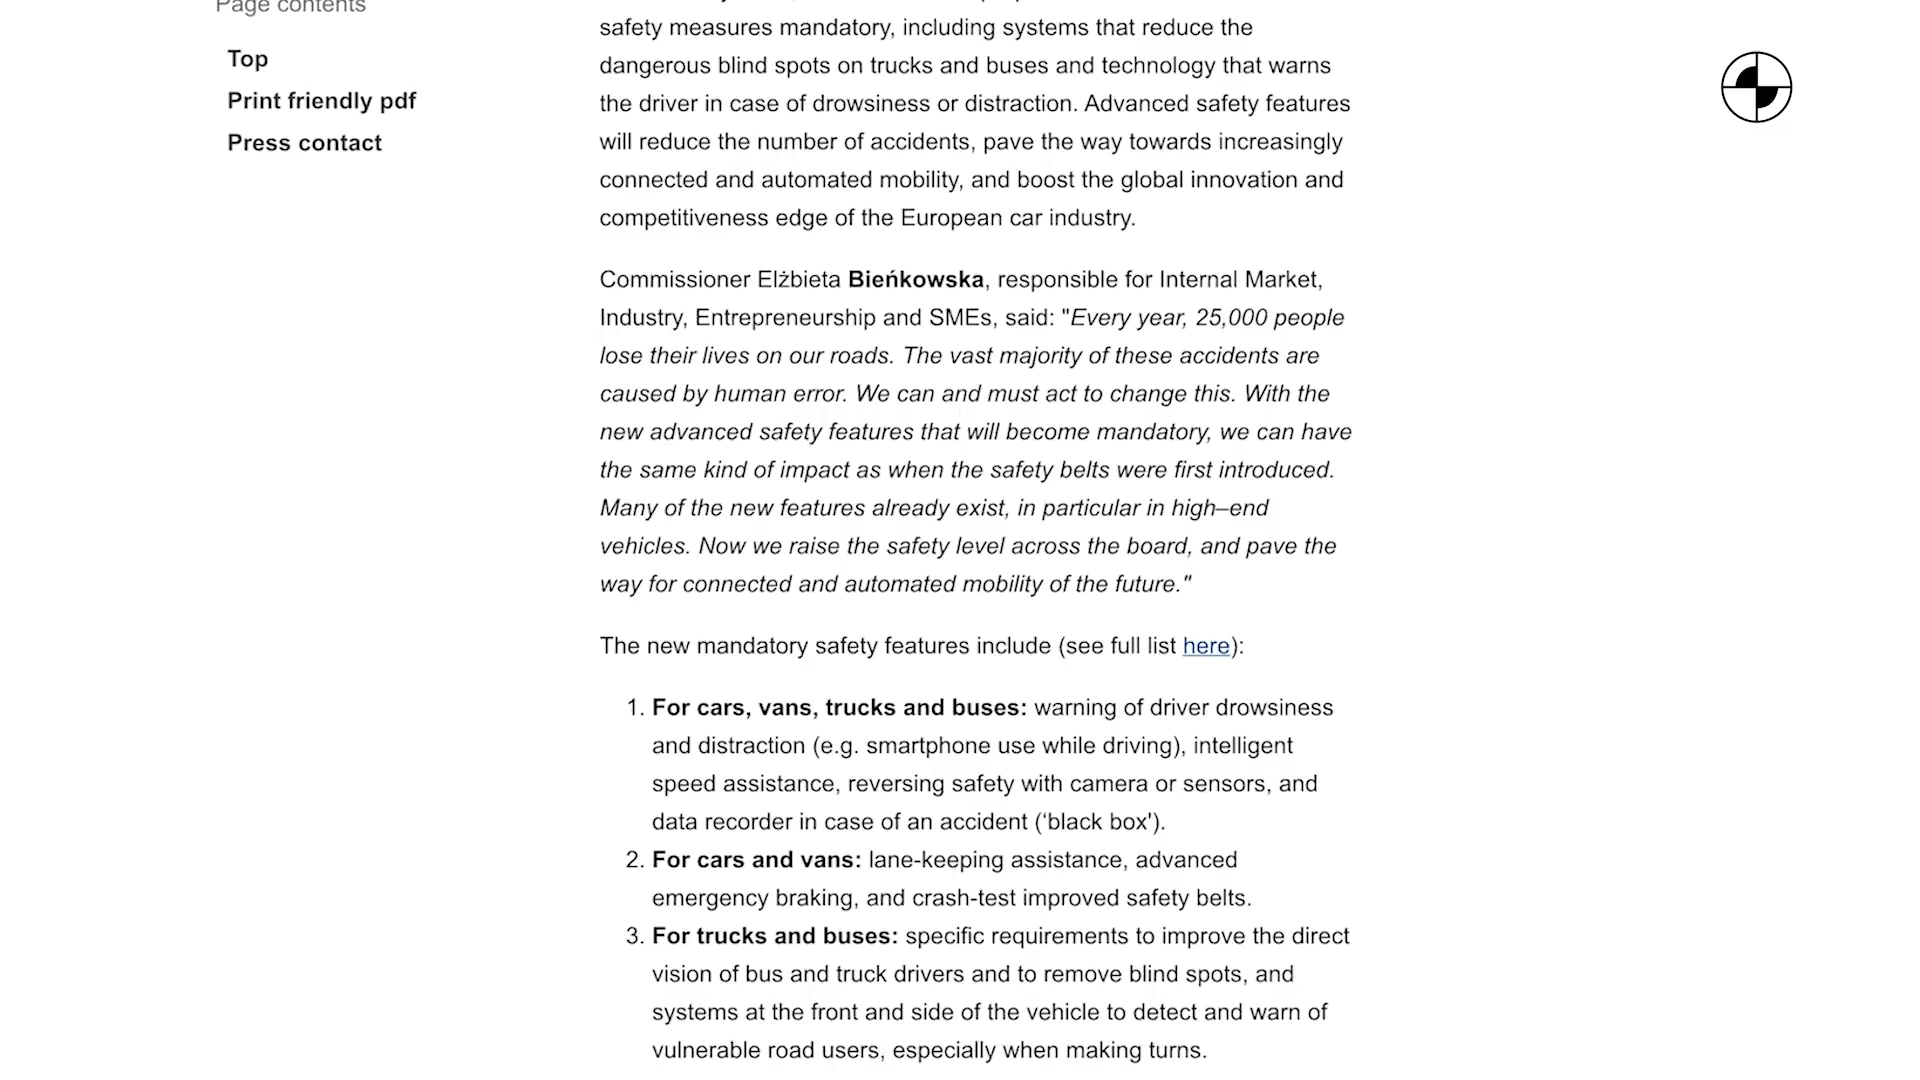 Page contents
Top
Print friendly pdf
Press contact
safety measures mandatory, including systems that reduce the
dangerous blind spots on trucks and buses and technology that warns
the driver in case of drowsiness or distraction. Advanced safety features
will reduce the number of accidents, pave the way towards increasingly
connected and automated mobility, and boost the global innovation and
competitiveness edge of the European car industry.
Commissioner Elżbieta Bieńkowska, responsible for Internal Market,
Industry, Entrepreneurship and SMEs, said: "Every year, 25,000 people
lose their lives on our roads. The vast majority of these accidents are
caused by human error. We can and must act to change this. With the
new advanced safety features that will become mandatory, we can have
the same kind of impact as when the safety belts were first introduced.
Many of the new features already exist, in particular in high–end
vehicles. Now we raise the safety level across the board, and pave the
way for connected and automated mobility of the future."
The new mandatory safety features include (see full list here):
1. For cars, vans, trucks and buses: warning of driver drowsiness
and distraction (e.g. smartphone use while driving), intelligent
speed assistance, reversing safety with camera or sensors, and
data recorder in case of an accident (‘black box').
2. For cars and vans: lane-keeping assistance, advanced
emergency braking, and crash-test improved safety belts.
3. For trucks and buses: specific requirements to improve the direct
vision of bus and truck drivers and to remove blind spots, and
systems at the front and side of the vehicle to detect and warn of
vulnerable road users, especially when making turns.